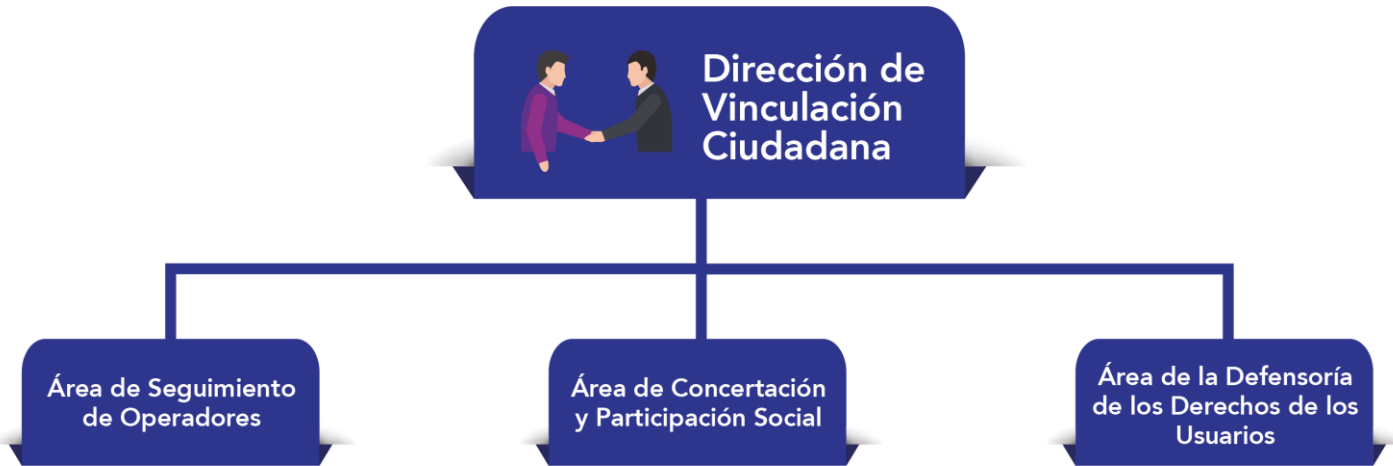 Dirección de
Vinculación
Ciudadana
Área de Seguimiento
de Operadores
Área de Concertación
y Participación Social
Área de la Defensoría
de los Derechos de los
Usuarios